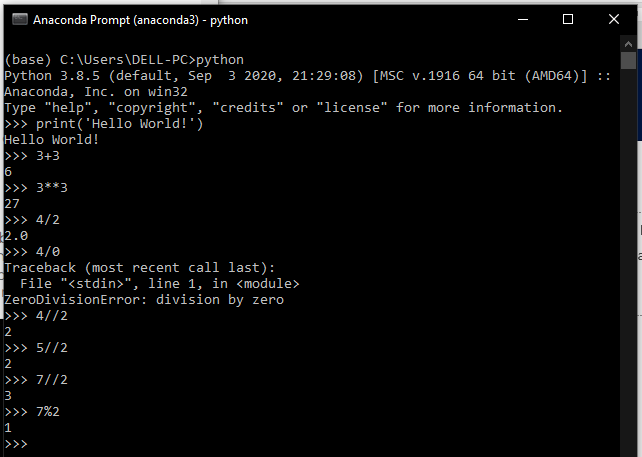 Anaconda Prompt (anaconda3) - python
(base) C:\Users\DELL-PC>python
Python 3.8.5 (default, Sep  3 2020, 21:29:08) [MSC v.1916 64 bit (AMD64)] ::
Anaconda, Inc. on win32
Type "help", "copyright", "credits" or "license" for more information.
>>> print('Hello World!')
Hello World!
>>> 3+3
6
>>> 3**3
27
>>> 4/2
2.0
>>> 4/0
Traceback (most recent call last):
  File "<stdin>", line 1, in <module>
ZeroDivisionError: division by zero
>>> 4//2
2
>>> 5//2
2
>>> 7//2
3
>>> 7%2
1
>>>